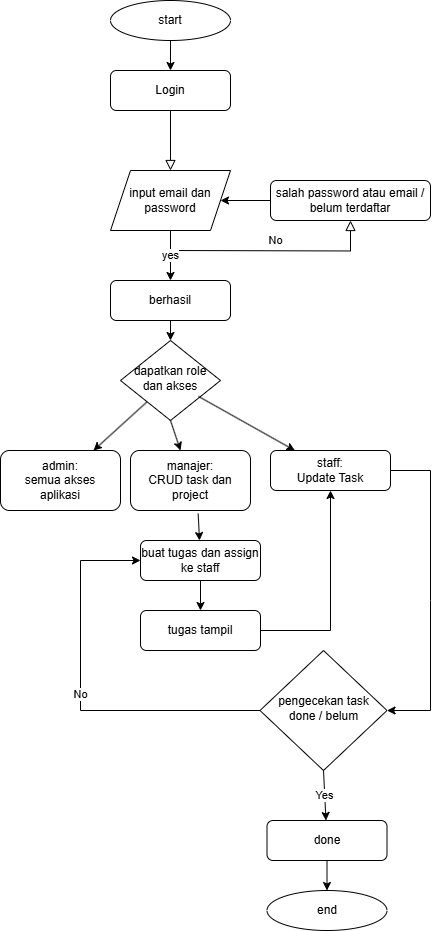 start
Login
input email dan
password
salah password atau email /
belum terdaftar
No
yes
berhasil
dapatkan role
dan akses
admin:
semua akses
aplikasi
manajer:
CRUD task dan
project
staff:
Update Task
buat tugas dan assign
ke staff
tugas tampil
pengecekan task
done / belum
No
Yes
done
end